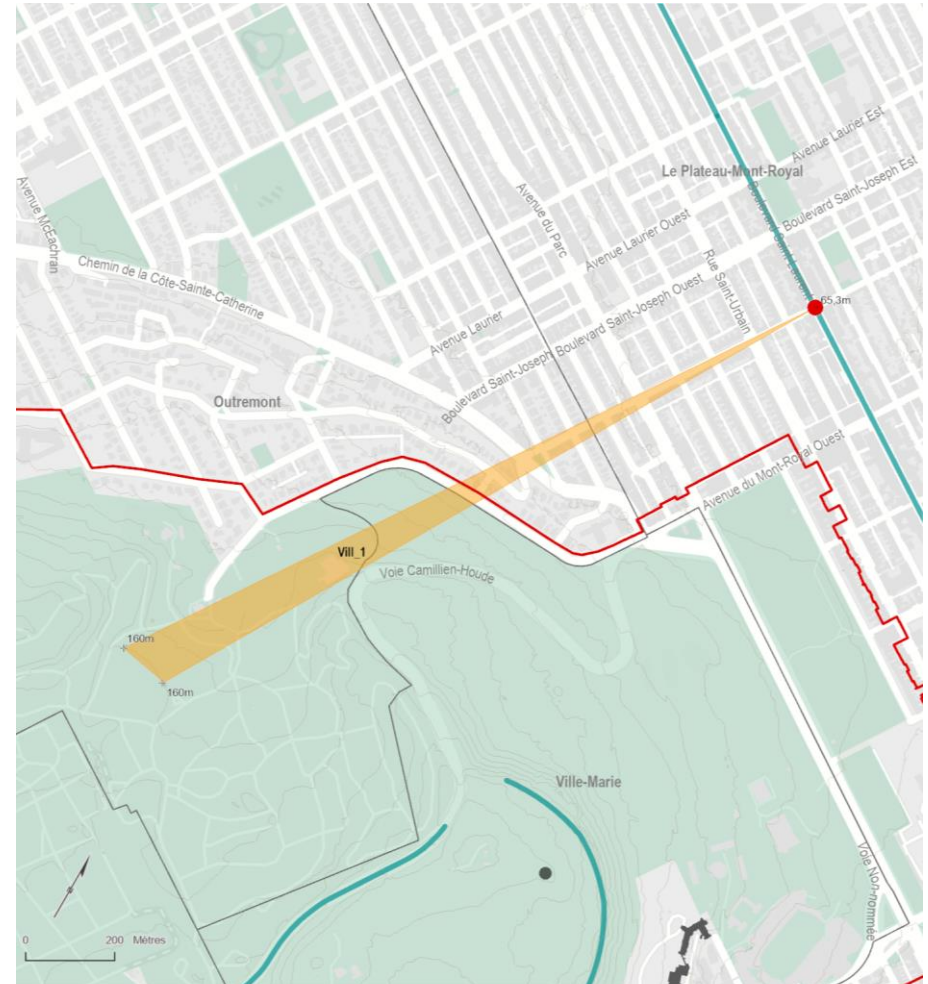 Avenue Laurier Est
Le Plateau-Mont-Royal
Boulevard Saint-Joseph Est
Avenue McEachran
Avenue du Parc
Boulevard Saint-Laurent
Avenue Laurier Ouest
Rue Saint-Urbain
Chemin de la Côte-Sainte-Catherine
65,3m
Boulevard Saint-Joseph Ouest
Avenue Laurier
Boulevard Saint-Joseph
Outremont
Avenue du Mont-Royal Ouest
Vill_1
Voie Camillien-Houde
160m
160m
Ville-Marie
Voie Non-nommée
0 200 Mètres